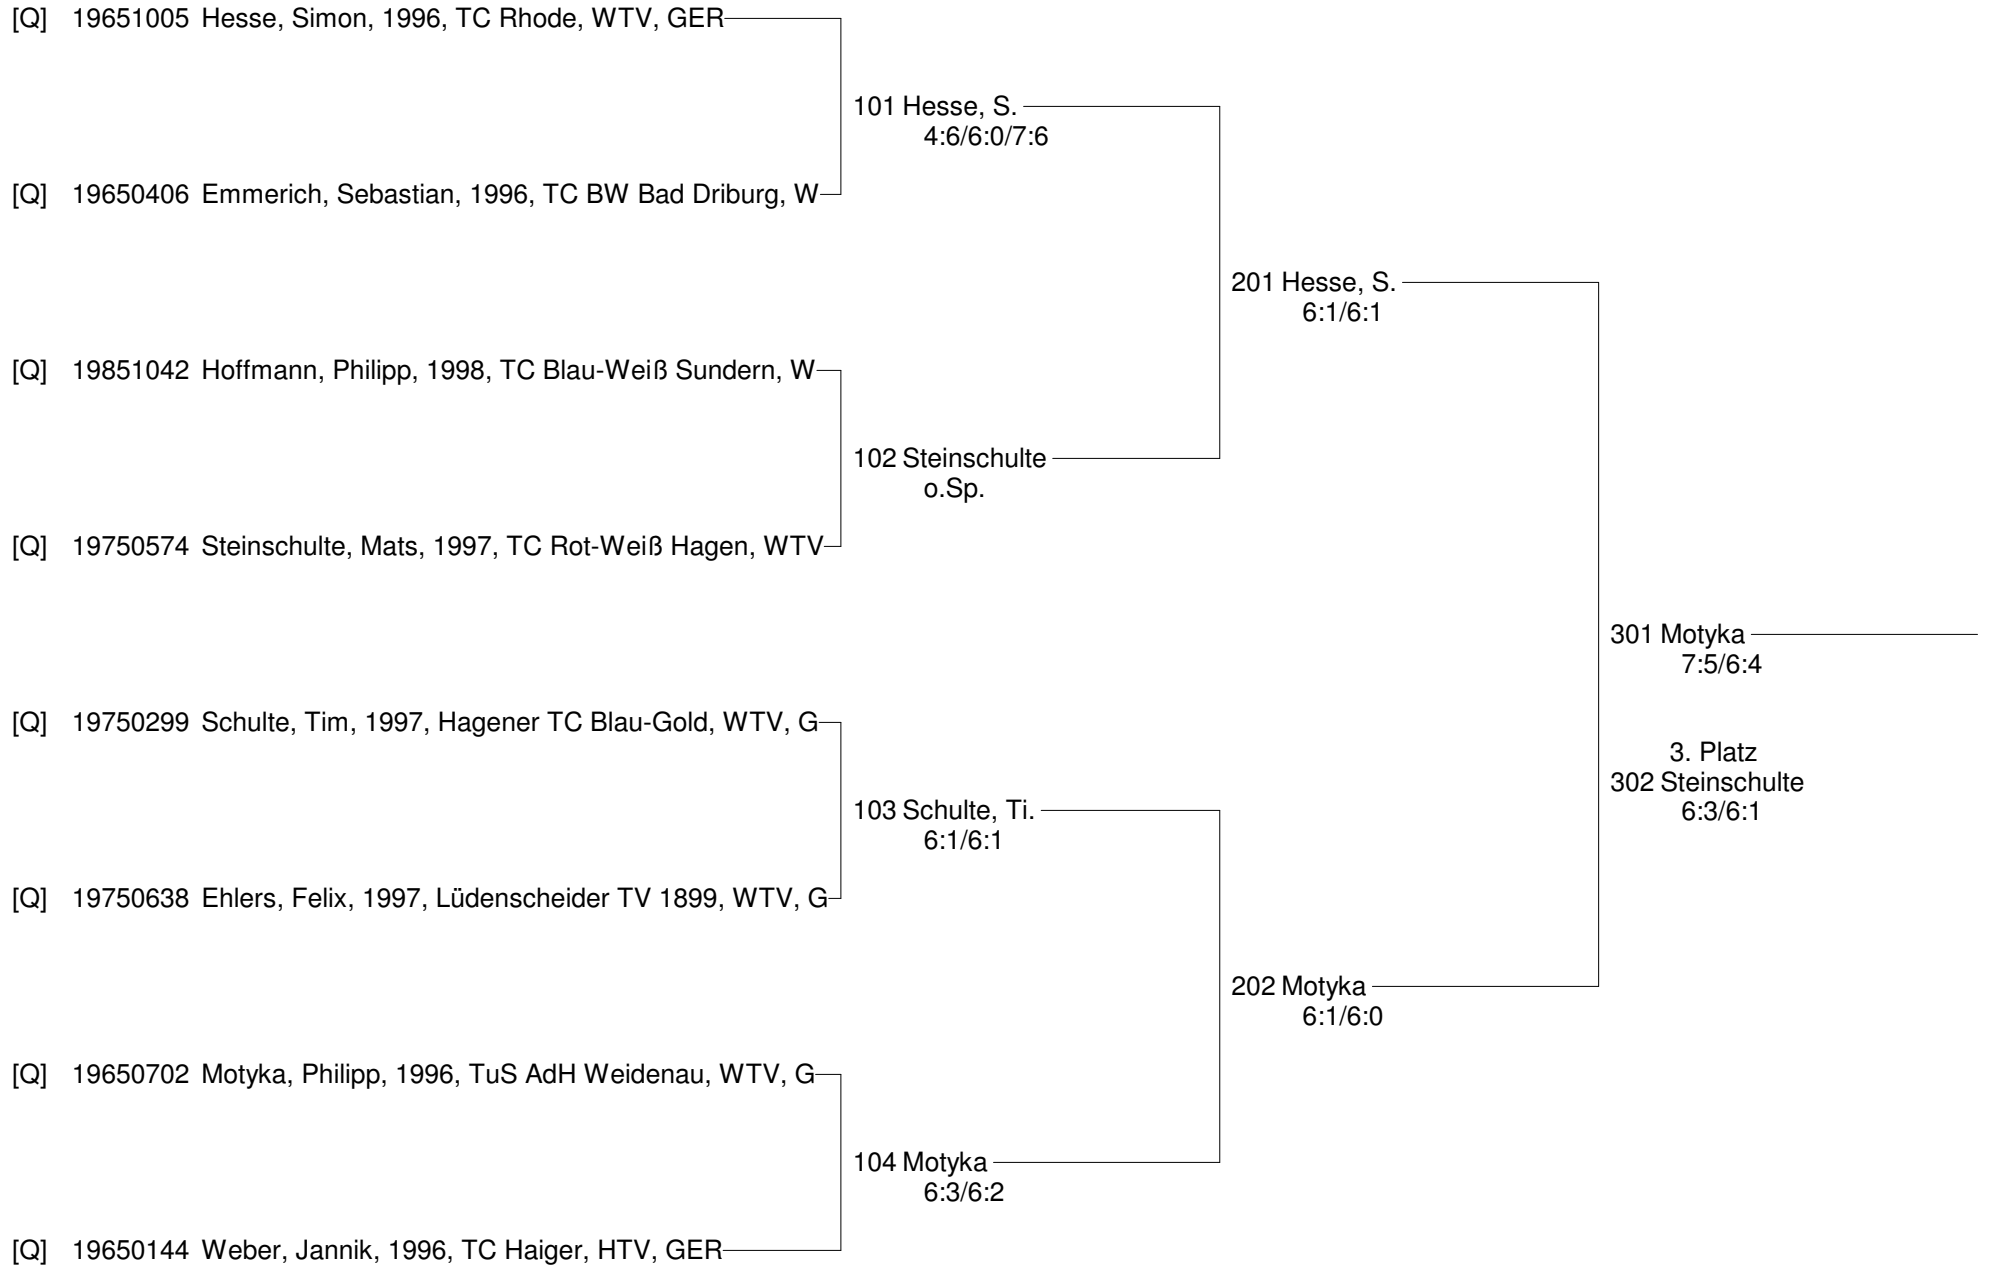 [Q] 19651005 Hesse, Simon, 1996, TC Rhode, WTV, GER
101 Hesse, S.
4:6/6:0/7:6
[Q] 19650406 Emmerich, Sebastian, 1996, TC BW Bad Driburg, W
201 Hesse, S.
6:1/6:1
[Q] 19851042 Hoffmann, Philipp, 1998, TC Blau-Weiß Sundern, W
102 Steinschulte
o.Sp.
[Q] 19750574 Steinschulte, Mats, 1997, TC Rot-Weiß Hagen, WTV
301 Motyka
7:5/6:4
[Q] 19750299 Schulte, Tim, 1997, Hagener TC Blau-Gold, WTV, G
3. Platz
302 Steinschulte
6:3/6:1
103 Schulte, Ti.
6:1/6:1
[Q] 19750638 Ehlers, Felix, 1997, Lüdenscheider TV 1899, WTV, G
202 Motyka
6:1/6:0
[Q] 19650702 Motyka, Philipp, 1996, TuS AdH Weidenau, WTV, G
104 Motyka
6:3/6:2
[Q] 19650144 Weber, Jannik, 1996, TC Haiger, HTV, GER